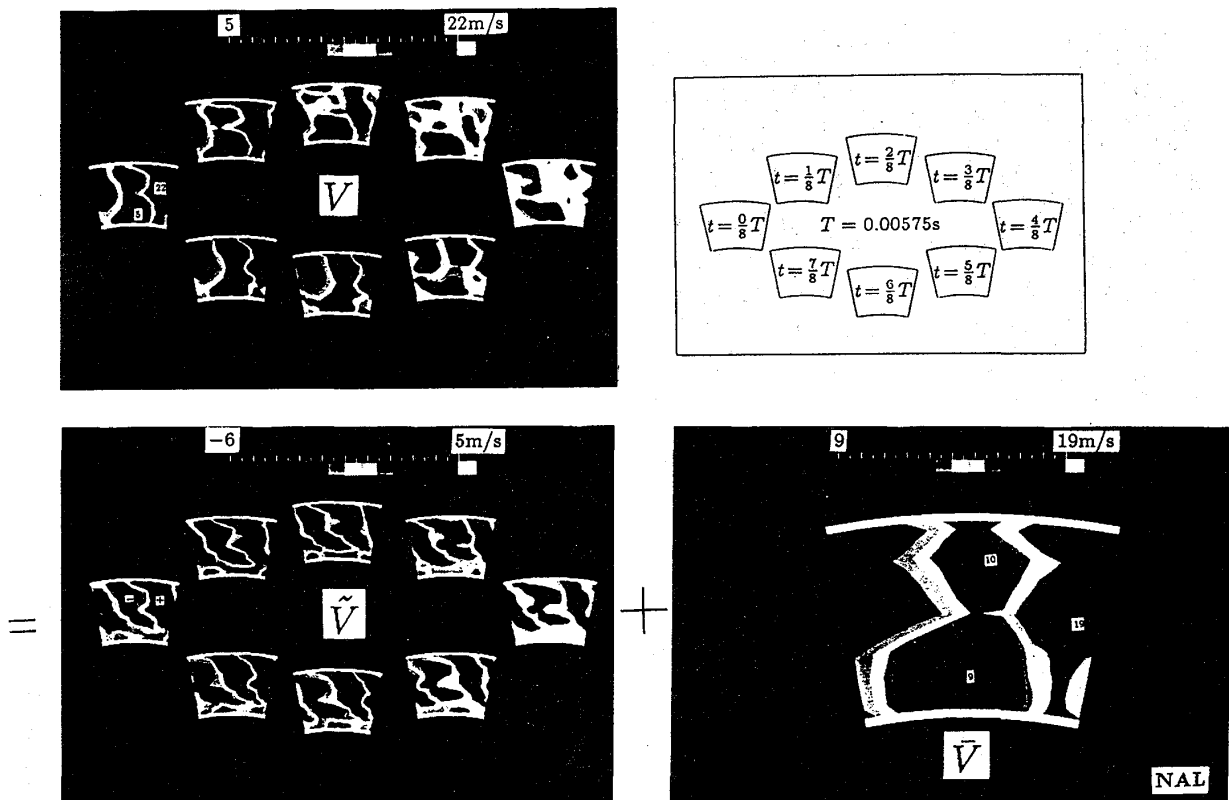 5 22m/s
22
5
V
t = 2/8 T
t = 1/8 T
t = 3/8 T
t = 0/8 T
T = 0.00575s
t = 4/8 T
t = 7/8 T
t = 5/8 T
t = 6/8 T
−6 5m/s
− +
Ṽ
=
+
9 19m/s
10
19
9
V̄
NAL